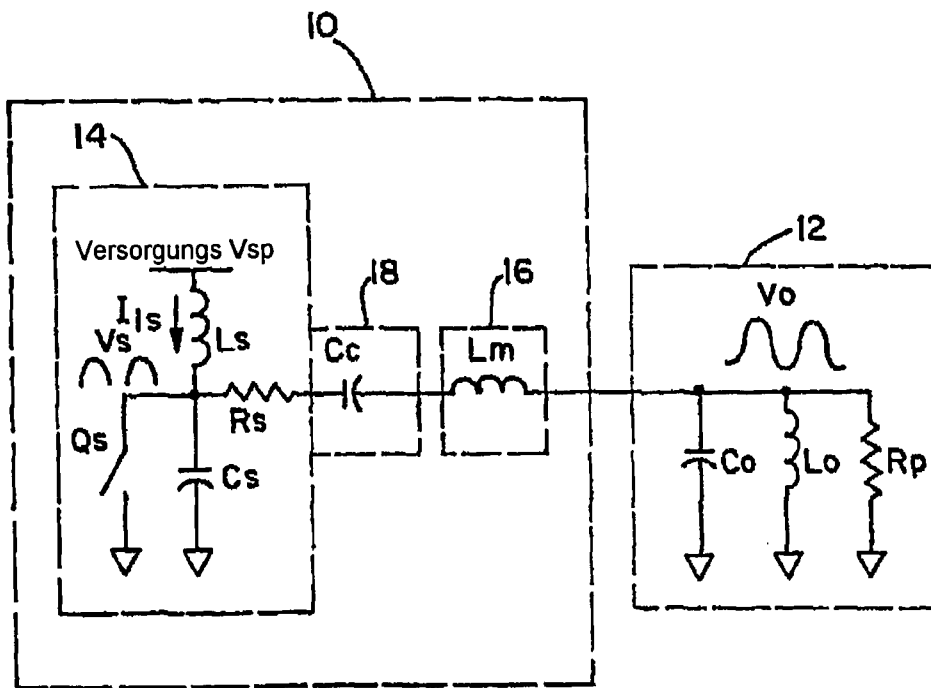 10
14
12
Versorgungs Vsp
18
16
Vo
I1s
Vs
Ls
Cc
Lm
Rs
Qs
Cs
Co
Lo
Rp